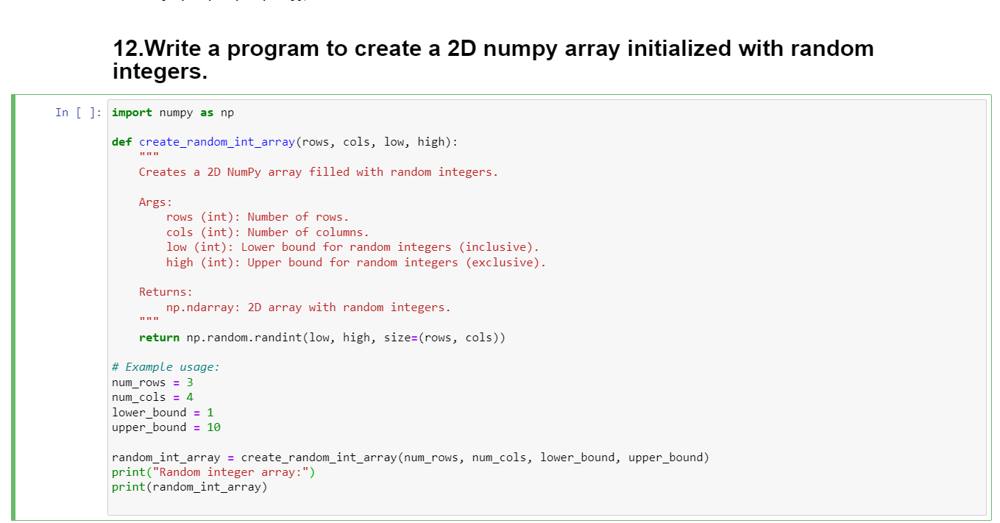 12.Write a program to create a 2D numpy array initialized with random
integers.
In [ ]: import numpy as np
def create_random_int_array(rows, cols, low, high):
"""
Creates a 2D NumPy array filled with random integers.
Args:
rows (int): Number of rows.
cols (int): Number of columns.
low (int): Lower bound for random integers (inclusive).
high (int): Upper bound for random integers (exclusive).
Returns:
np.ndarray: 2D array with random integers.
"""
return np.random.randint(low, high, size=(rows, cols))
# Example usage:
num_rows = 3
num_cols = 4
lower_bound = 1
upper_bound = 10
random_int_array = create_random_int_array(num_rows, num_cols, lower_bound, upper_bound)
print("Random integer array:")
print(random_int_array)